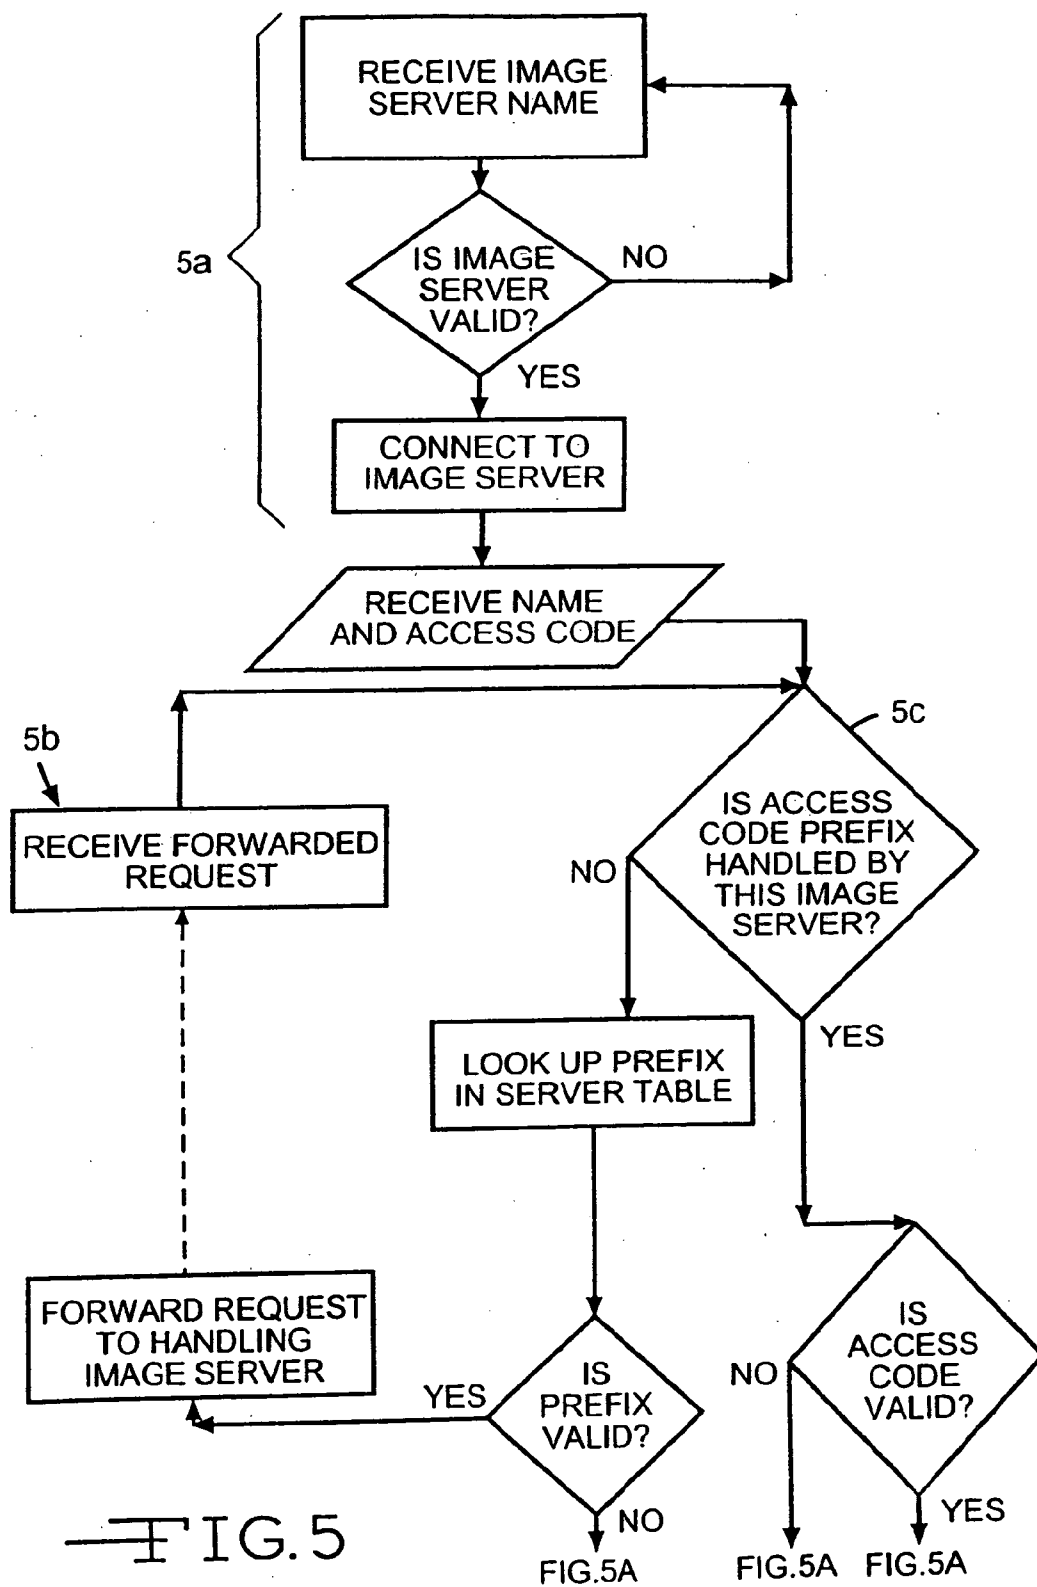 RECEIVE IMAGE
SERVER NAME
5a
IS IMAGE
SERVER
VALID?
NO
YES
CONNECT TO
IMAGE SERVER
RECEIVE NAME
AND ACCESS CODE
5b
5c
RECEIVE FORWARDED
REQUEST
IS ACCESS
CODE PREFIX
HANDLED BY
THIS IMAGE
SERVER?
NO
YES
LOOK UP PREFIX
IN SERVER TABLE
FORWARD REQUEST
TO HANDLING
IMAGE SERVER
YES
IS
PREFIX
VALID?
NO
IS
ACCESS
CODE
VALID?
NO
YES
FIG.5A
FIG.5A
FIG.5A
FIG.5